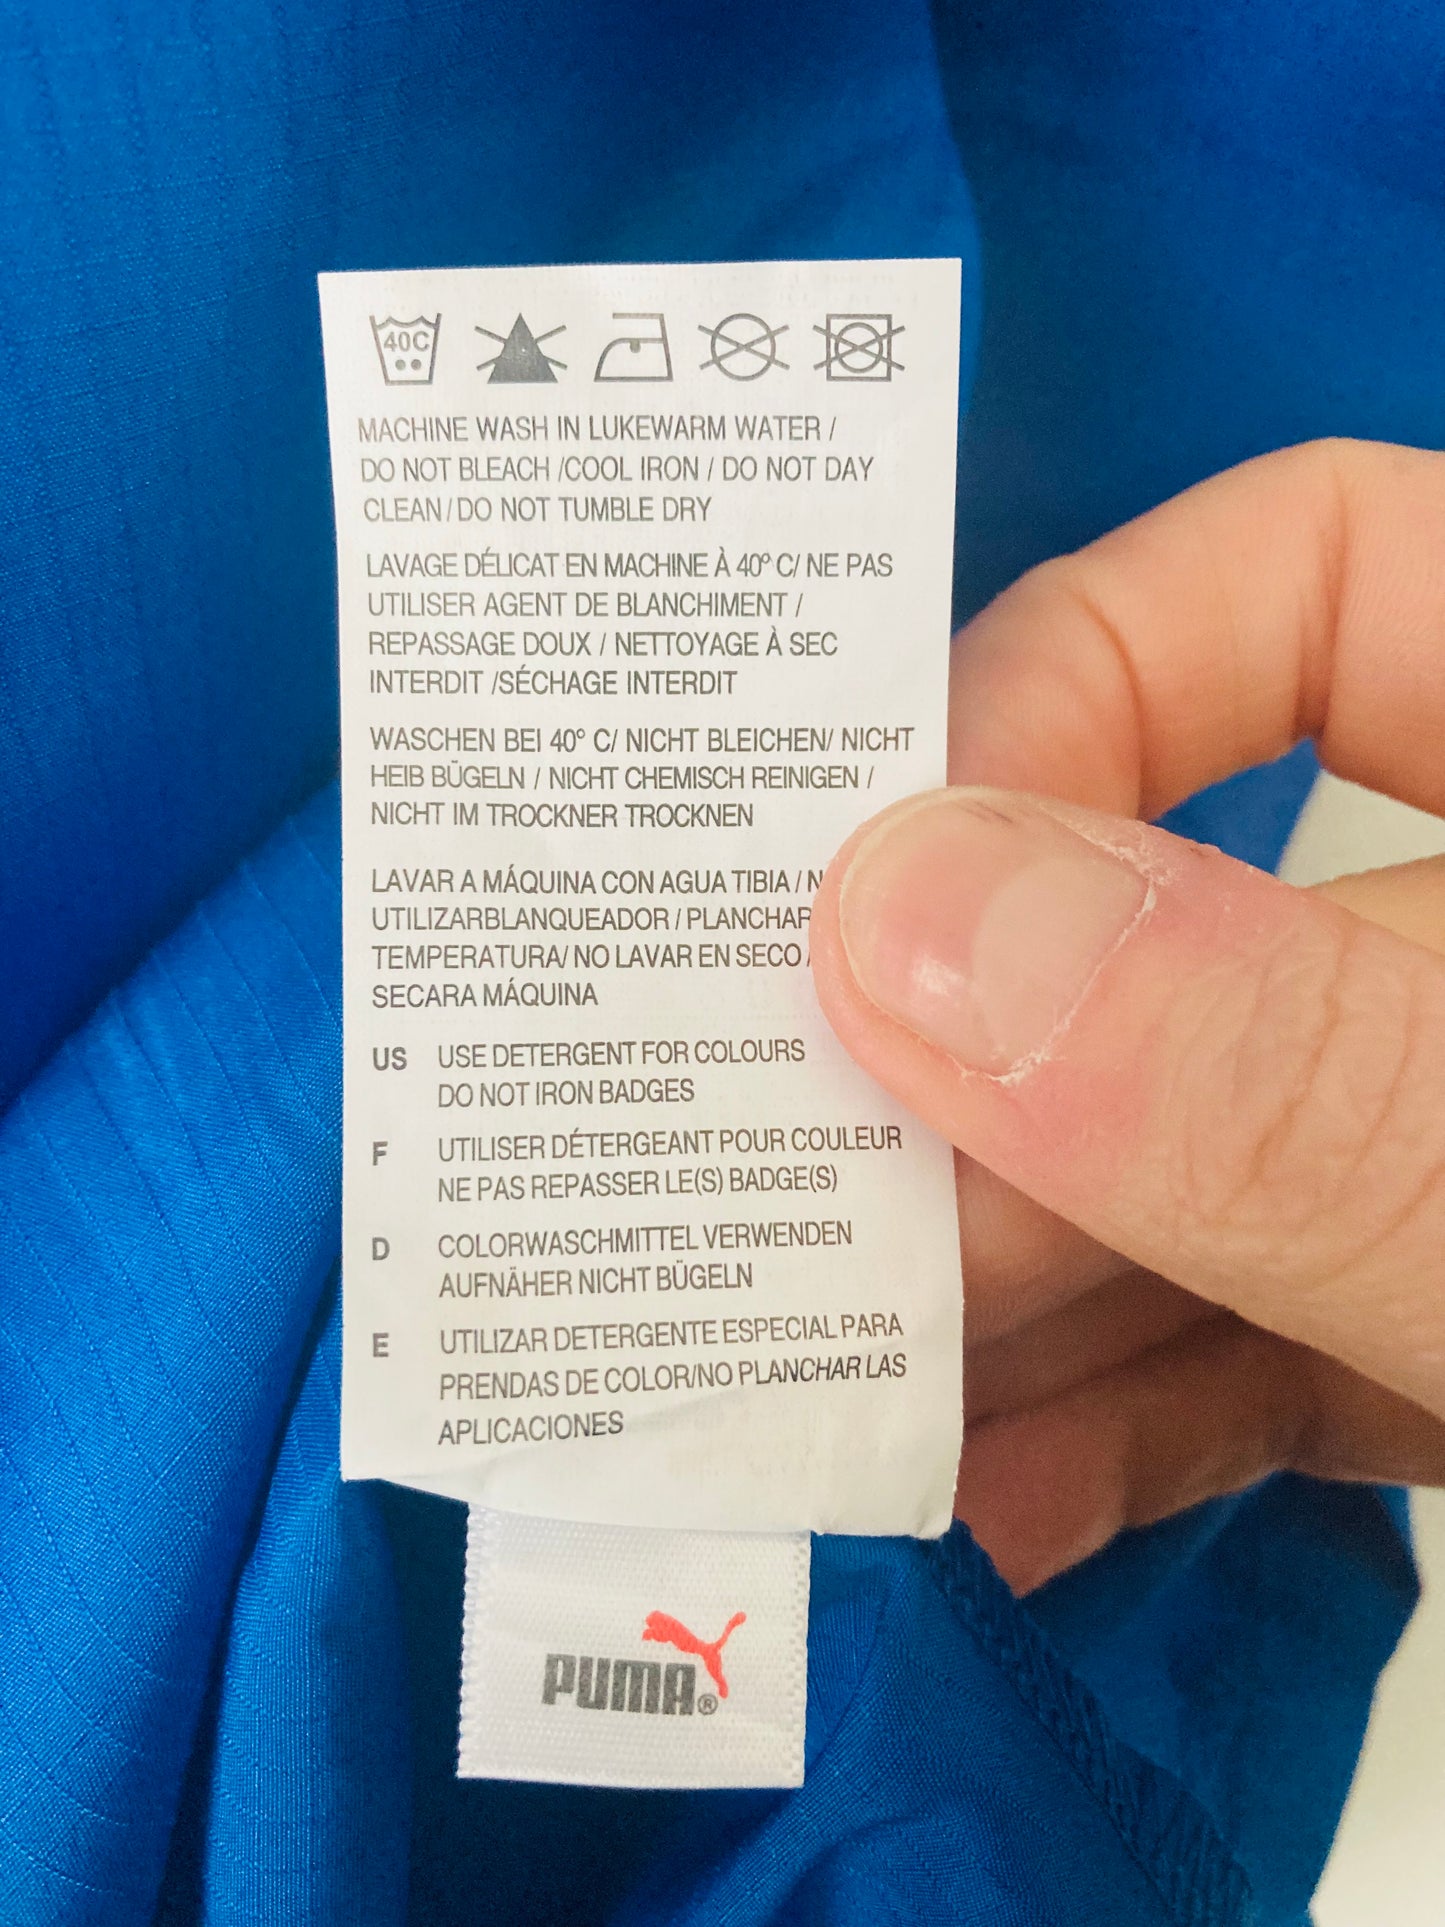 40C
MACHINE WASH IN LUKEWARM WATER /
DO NOT BLEACH /COOL IRON / DO NOT DAY
CLEAN / DO NOT TUMBLE DRY
LAVAGE DÉLICAT EN MACHINE À 40º C/ NE PAS
UTILISER AGENT DE BLANCHIMENT /
REPASSAGE DOUX / NETTOYAGE À SEC
INTERDIT /SÉCHAGE INTERDIT
WASCHEN BEI 40° C/ NICHT BLEICHEN/ NICHT
HEIB BŪGELN / NICHT CHEMISCH REINIGEN /
NICHT IM TROCKNER TROCKNEN
LAVAR A MÁQUINA CON AGUA TIBIA /
UTILIZARBLANQUEADOR / PLANCHAR
TEMPERATURA/ NO LAVAR EN SECO /
SECARA MÁQUINA
US USE DETERGENT FOR COLOURS
DO NOT IRON BADGES
F UTILISER DÉTERGEANT POUR COULEUR
NE PAS REPASSER LE(S) BADGE(S)
D COLORWASCHMITTEL VERWENDEN
AUFNÄHER NICHT BŪGELN
E UTILIZAR DETERGENTE ESPECIAL PARA
PRENDAS DE COLOR/NO PLANCHAR LAS
APLICACIONES
PUMA®